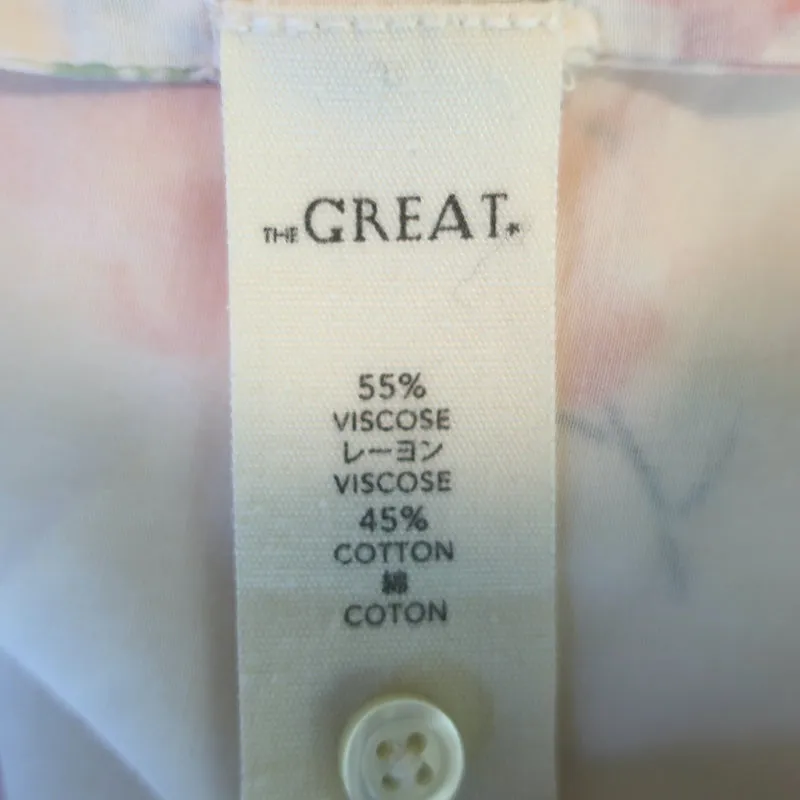 THE GREAT.*
55%
VISCOSE
レーヨン
VISCOSE
45%
COTTON
綿
COTON